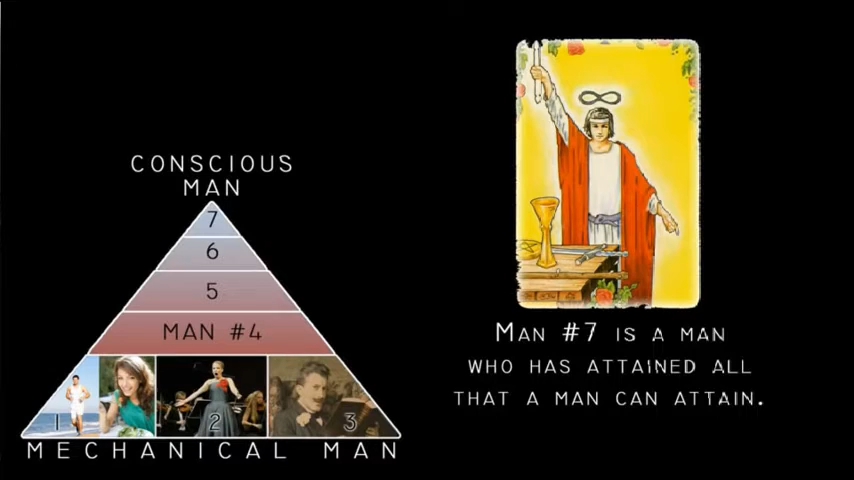 CONSCIOUS
MAN
7
6
5
MAN #4
1 2 3
MECHANICAL MAN
MAN #7 IS A MAN
WHO HAS ATTAINED ALL
THAT A MAN CAN ATTAIN.